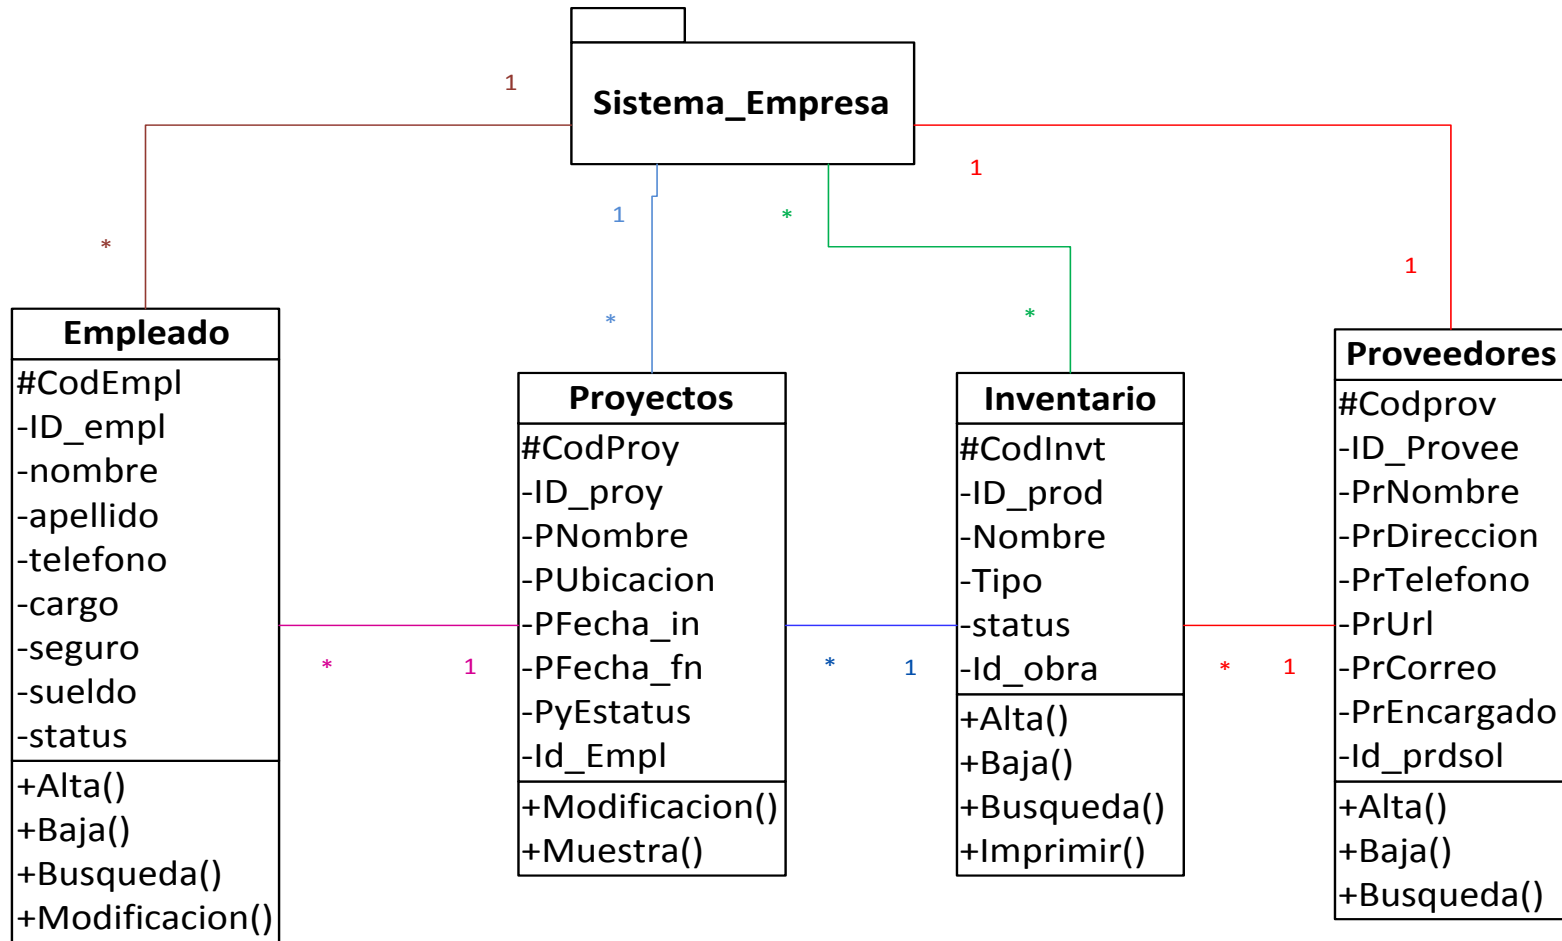 Sistema_Empresa
1
*
1
*
*
*
1
1
Empleado
#CodEmpl
-ID_empl
-nombre
-apellido
-telefono
-cargo
-seguro
-sueldo
-status
+Alta()
+Baja()
+Busqueda()
+Modificacion()
* 1
Proyectos
#CodProy
-ID_proy
-PNombre
-PUbicacion
-PFecha_in
-PFecha_fn
-PyEstatus
-Id_Empl
+Modificacion()
+Muestra()
* 1
Inventario
#CodInvt
-ID_prod
-Nombre
-Tipo
-status
-Id_obra
+Alta()
+Baja()
+Busqueda()
+Imprimir()
* 1
Proveedores
#Codprov
-ID_Provee
-PrNombre
-PrDireccion
-PrTelefono
-PrUrl
-PrCorreo
-PrEncargado
-Id_prdsol
+Alta()
+Baja()
+Busqueda()